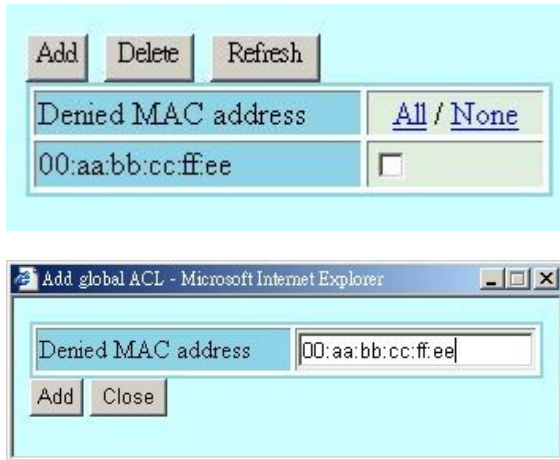 Add Delete Refresh
Denied MAC address All / None
00:aa:bb:cc:ff:ee
Add global ACL - Microsoft Internet Explorer
Denied MAC address 00:aa:bb:cc:ff:ee
Add Close